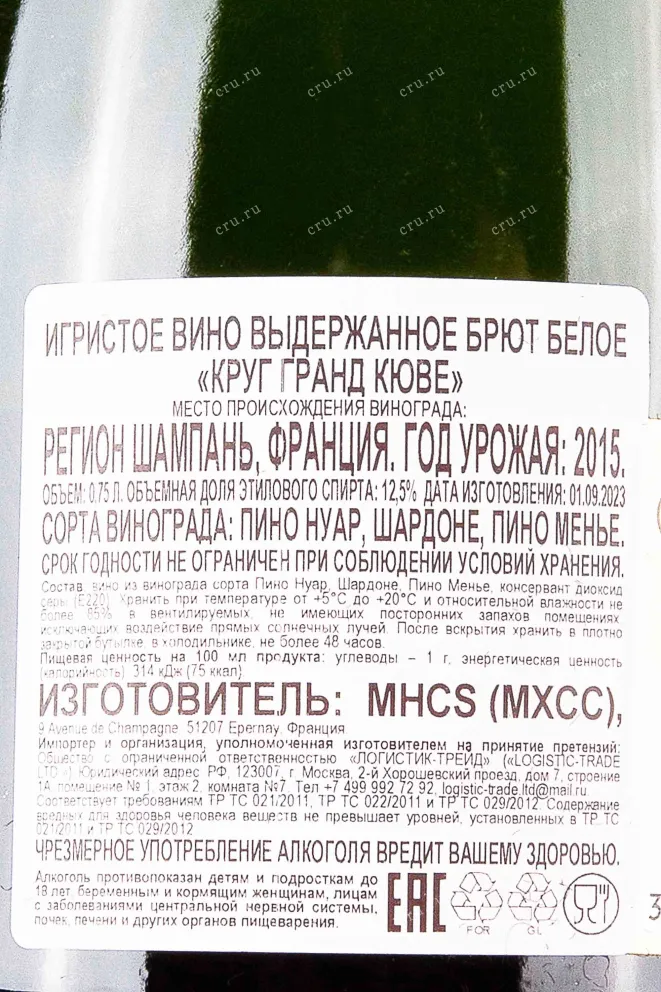 cru.ru cru.ru cru.ru
cru.ru cru.ru cru.ru
ИГРИСТОЕ ВИНО ВЫДЕРЖАННОЕ БРЮТ БЕЛОЕ
«КРУГ ГРАНД КЮВЕ»
МЕСТО ПРОИСХОЖДЕНИЯ ВИНОГРАДА:
РЕГИОН ШАМПАНЬ, ФРАНЦИЯ. ГОД УРОЖАЯ: 2015.
ОБЪЕМ: 0.75 Л. ОБЪЕМНАЯ ДОЛЯ ЭТИЛОВОГО СПИРТА: 12,5% ДАТА ИЗГОТОВЛЕНИЯ: 01.09.2023
СОРТА ВИНОГРАДА: ПИНО НУАР, ШАРДОНЕ, ПИНО МЕНЬЕ.
СРОК ГОДНОСТИ НЕ ОГРАНИЧЕН ПРИ СОБЛЮДЕНИИ УСЛОВИЙ ХРАНЕНИЯ.
Состав: вино из винограда сорта Пино Нуар, Шардоне, Пино Менье, консервант диоксид
серы (Е220). Хранить при температуре от +5°С до +20°С и относительной влажности не
более 85% в вентилируемых не имеющих посторонних запахов помещениях
исключающих воздействие прямых солнечных лучей. После вскрытия хранить в плотно
закрытой бутылке, в холодильнике, не более 48 часов.
Пищевая ценность на 100 мл продукта: углеводы – 1 г, энергетическая ценность
(калорийность) 314 кДж (75 ккал)
ИЗГОТОВИТЕЛЬ: MHCS (МХСС),
9 Avenue de Champagne 51207 Epernay, Франция
Импортер и организация, уполномоченная изготовителем на принятие претензий:
Общество с ограниченной ответственностью «ЛОГИСТИК-ТРЕЙД» («LOGISTIC-TRADE
LTD »). Юридический адрес РФ, 123007, г. Москва, 2-й Хорошевский проезд, дом 7, строение
1А, помещение № I, этаж 2, комната №7. Тел +7 499 992 72 92, logistic-trade.ltd@mail.ru
Соответствует требованиям ТР ТС 021/2011, ТР ТС 022/2011 и ТР ТС 029/2012 Содержание
вредных для здоровья человека веществ не превышает уровней, установленных в ТР ТС
021/2011 и ТР ТС 029/2012
ЧРЕЗМЕРНОЕ УПОТРЕБЛЕНИЕ АЛКОГОЛЯ ВРЕДИТ ВАШЕМУ ЗДОРОВЬЮ.
Алкоголь противопоказан детям и подросткам до
18 лет, беременным и кормящим женщинам, лицам
с заболеваниями центральной нервной системы,
почек, печени и других органов пищеварения.
EAC
FOR GL
3